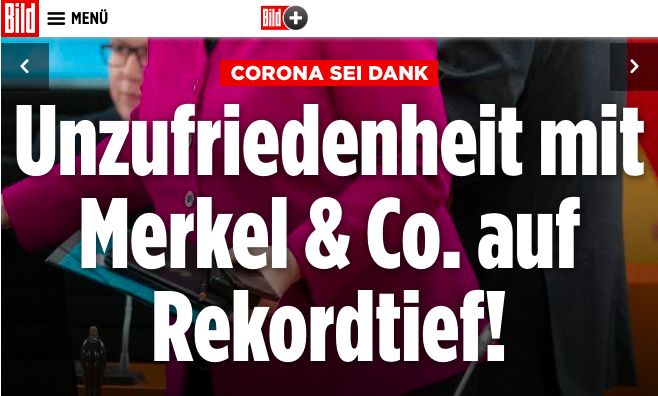 Bild MENÜ Bild +
CORONA SEI DANK
Unzufriedenheit mit
Merkel & Co. auf
Rekordtief!